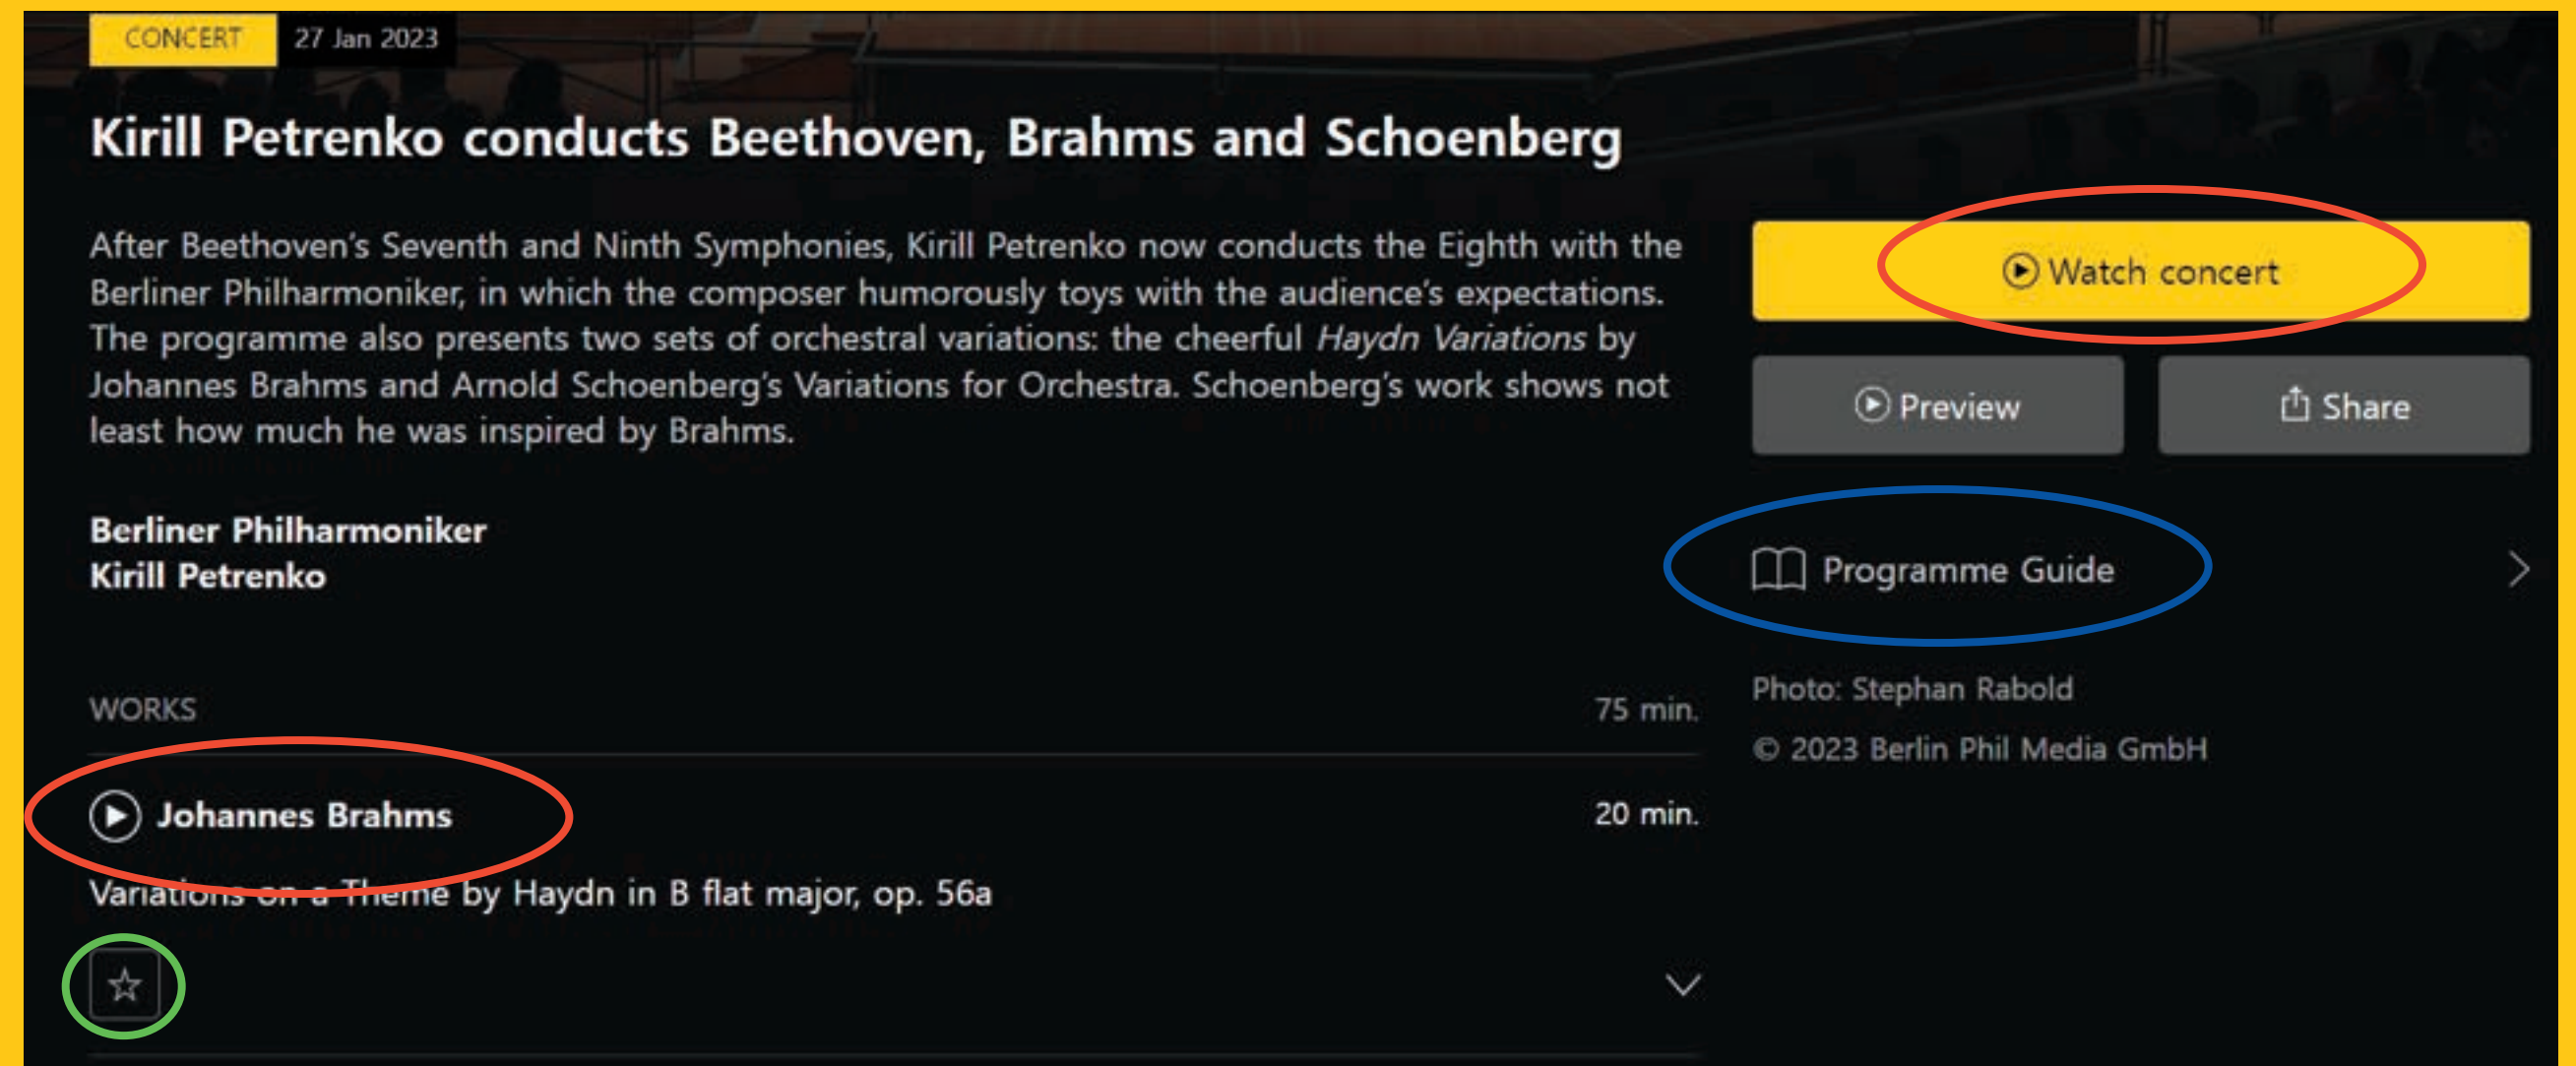 CONCERT 27 Jan 2023
Kirill Petrenko conducts Beethoven, Brahms and Schoenberg
After Beethoven’s Seventh and Ninth Symphonies, Kirill Petrenko now conducts the Eighth with the
Berliner Philharmoniker, in which the composer humorously toys with the audience’s expectations.
The programme also presents two sets of orchestral variations: the cheerful Haydn Variations by
Johannes Brahms and Arnold Schoenberg’s Variations for Orchestra. Schoenberg’s work shows not
least how much he was inspired by Brahms.
Berliner Philharmoniker
Kirill Petrenko
WORKS 75 min.
Johannes Brahms 20 min.
Variations on a Theme by Haydn in B flat major, op. 56a
Watch concert
Preview Share
Programme Guide
Photo: Stephan Rabold
© 2023 Berlin Phil Media GmbH